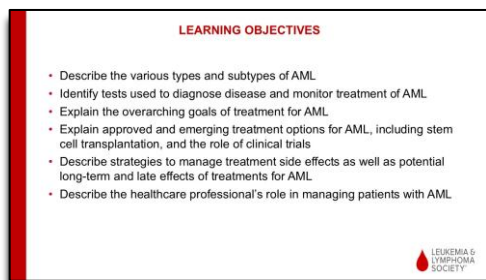 LEARNING OBJECTIVES
• Describe the various types and subtypes of AML
• Identify tests used to diagnose disease and monitor treatment of AML
• Explain the overarching goals of treatment for AML
• Explain approved and emerging treatment options for AML, including stem
cell transplantation, and the role of clinical trials
• Describe strategies to manage treatment side effects as well as potential
long-term and late effects of treatments for AML
• Describe the healthcare professional's role in managing patients with AML
LEUKEMIA &
LYMPHOMA
SOCIETY